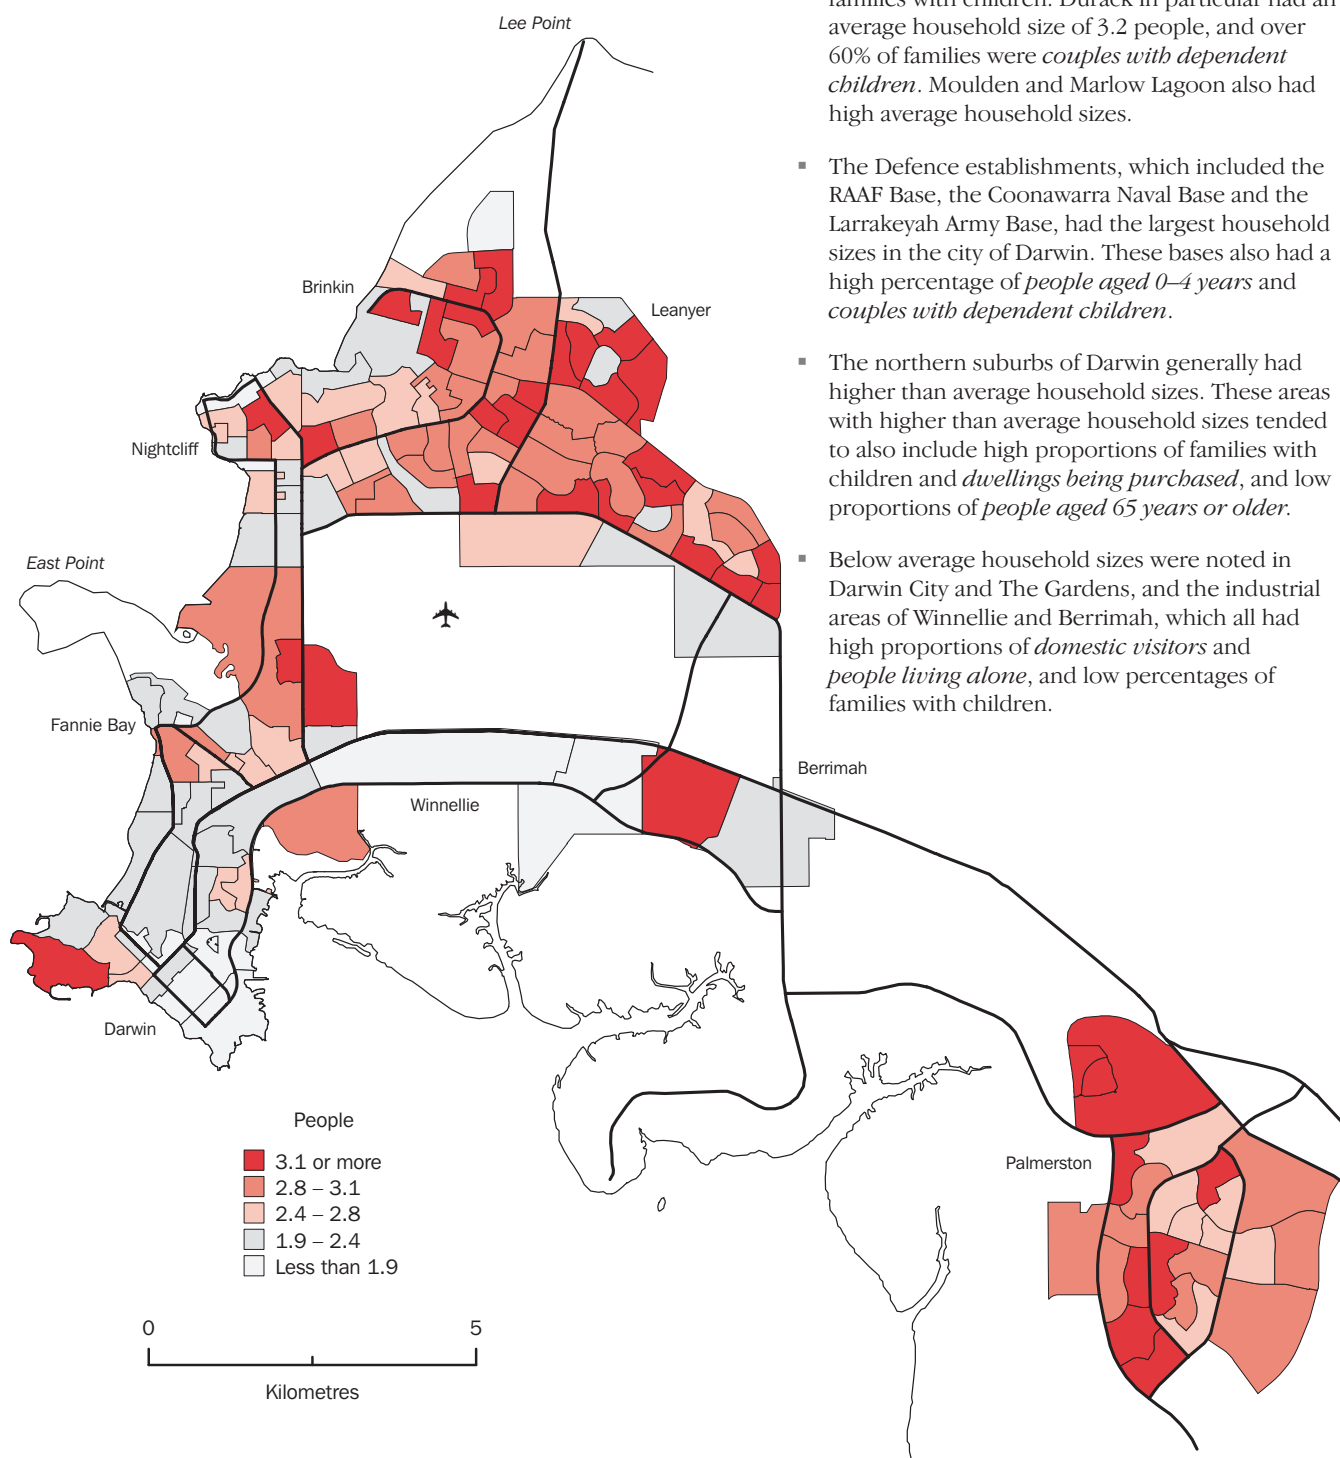 families with children. Durack in particular had an
average household size of 3.2 people, and over
60% of families were couples with dependent
children. Moulden and Marlow Lagoon also had
high average household sizes.
▪ The Defence establishments, which included the
RAAF Base, the Coonawarra Naval Base and the
Larrakeyah Army Base, had the largest household
sizes in the city of Darwin. These bases also had a
high percentage of people aged 0–4 years and
couples with dependent children.
▪ The northern suburbs of Darwin generally had
higher than average household sizes. These areas
with higher than average household sizes tended
to also include high proportions of families with
children and dwellings being purchased, and low
proportions of people aged 65 years or older.
▪ Below average household sizes were noted in
Darwin City and The Gardens, and the industrial
areas of Winnellie and Berrimah, which all had
high proportions of domestic visitors and
people living alone, and low percentages of
families with children.
Lee Point
Brinkin
Leanyer
Nightcliff
East Point
Fannie Bay
Berrimah
Winnellie
Darwin
Palmerston
People
3.1 or more
2.8 – 3.1
2.4 – 2.8
1.9 – 2.4
Less than 1.9
0 5
Kilometres